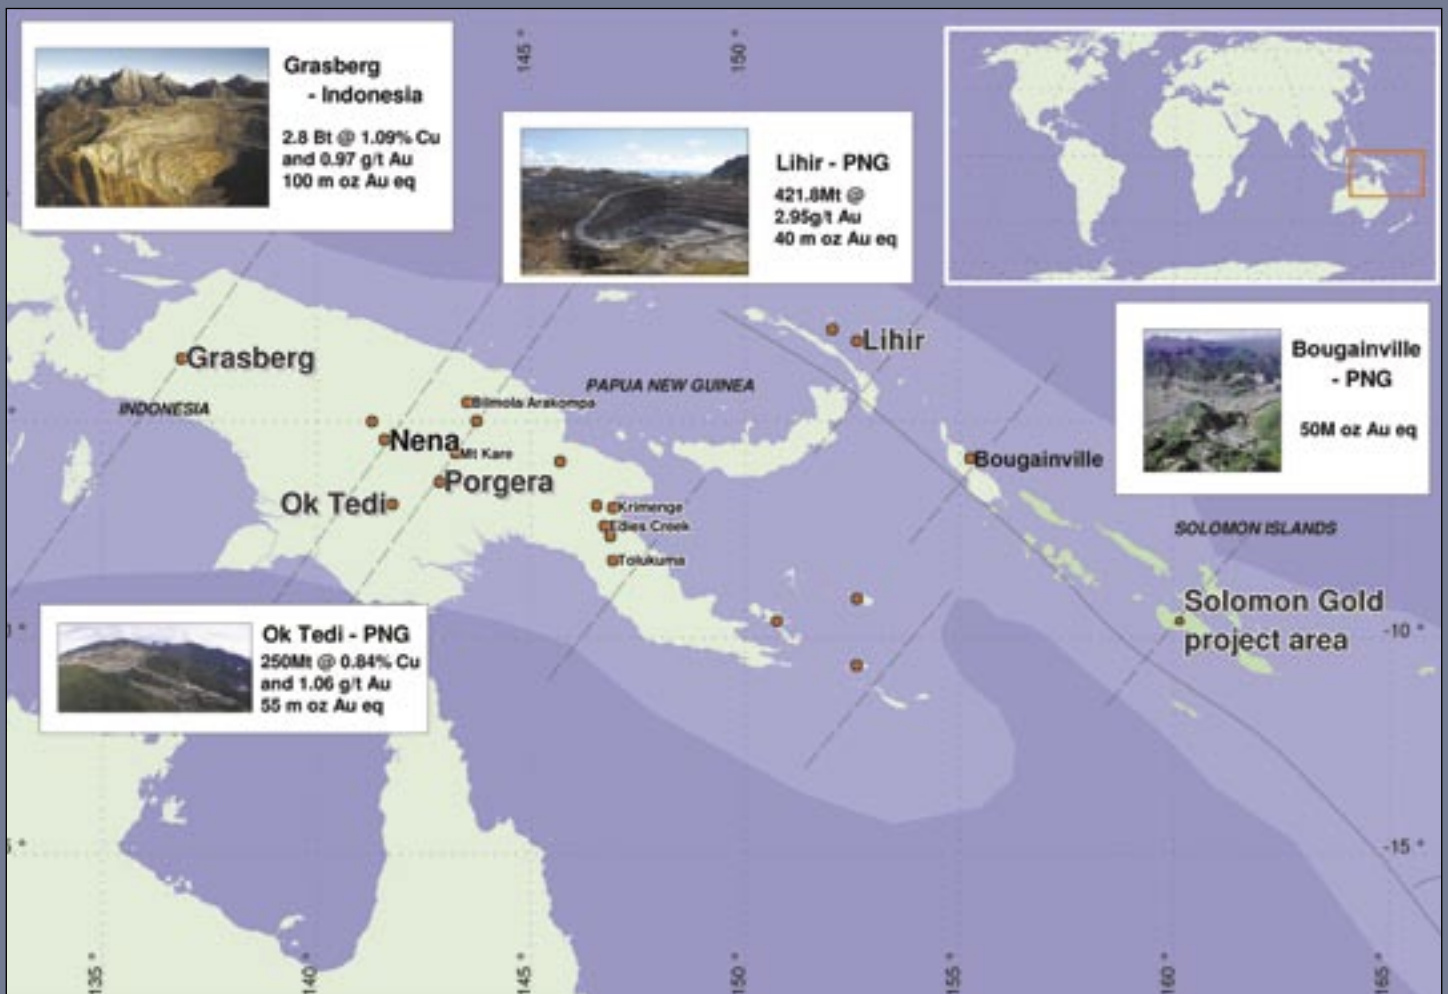 Grasberg
- Indonesia
2.8 Bt @ 1.09% Cu
and 0.97 g/t Au
100 m oz Au eq
145 °
150 °
Lihir - PNG
421.8Mt @
2.95g/t Au
40 m oz Au eq
Bougainville
- PNG
50M oz Au eq
Lihir
Grasberg
PAPUA NEW GUINEA
INDONESIA
Bilmola Arakompa
Nena
Mt Kare
Bougainville
Porgera
Ok Tedi
Krimenge
Edies Creek
SOLOMON ISLANDS
Tolukuma
Solomon Gold
project area
-10 °
Ok Tedi - PNG
250Mt @ 0.84% Cu
and 1.06 g/t Au
55 m oz Au eq
-15 °
135 °
140 °
145 °
150 °
155 °
160 °
165 °